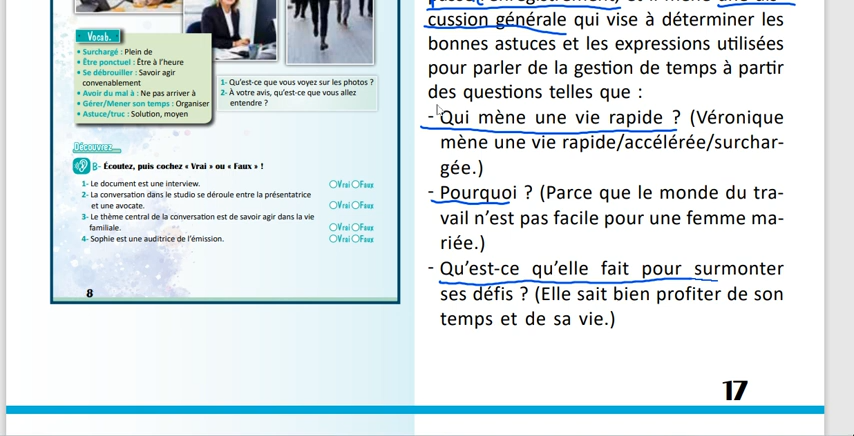 Vocab.
• Surchargé : Plein de
• Être ponctuel : Être à l'heure
• Se débrouiller : Savoir agir
convenablement
• Avoir du mal à : Ne pas arriver à
• Gérer/Mener son temps : Organiser
• Astuce/truc : Solution, moyen
1- Qu'est-ce que vous voyez sur les photos ?
2- À votre avis, qu'est-ce que vous allez
entendre ?
Découvrez...
B- Écoutez, puis cochez « Vrai » ou « Faux » !
1- Le document est une interview. Vrai Faux
2- La conversation dans le studio se déroule entre la présentatrice
et une avocate. Vrai Faux
3- Le thème central de la conversation est de savoir agir dans la vie
familiale. Vrai Faux
4- Sophie est une auditrice de l'émission. Vrai Faux
8
cussion générale qui vise à déterminer les
bonnes astuces et les expressions utilisées
pour parler de la gestion de temps à partir
des questions telles que :
- Qui mène une vie rapide ? (Véronique
mène une vie rapide/accélérée/surchar-
gée.)
- Pourquoi ? (Parce que le monde du tra-
vail n'est pas facile pour une femme ma-
riée.)
- Qu'est-ce qu'elle fait pour surmonter
ses défis ? (Elle sait bien profiter de son
temps et de sa vie.)
17